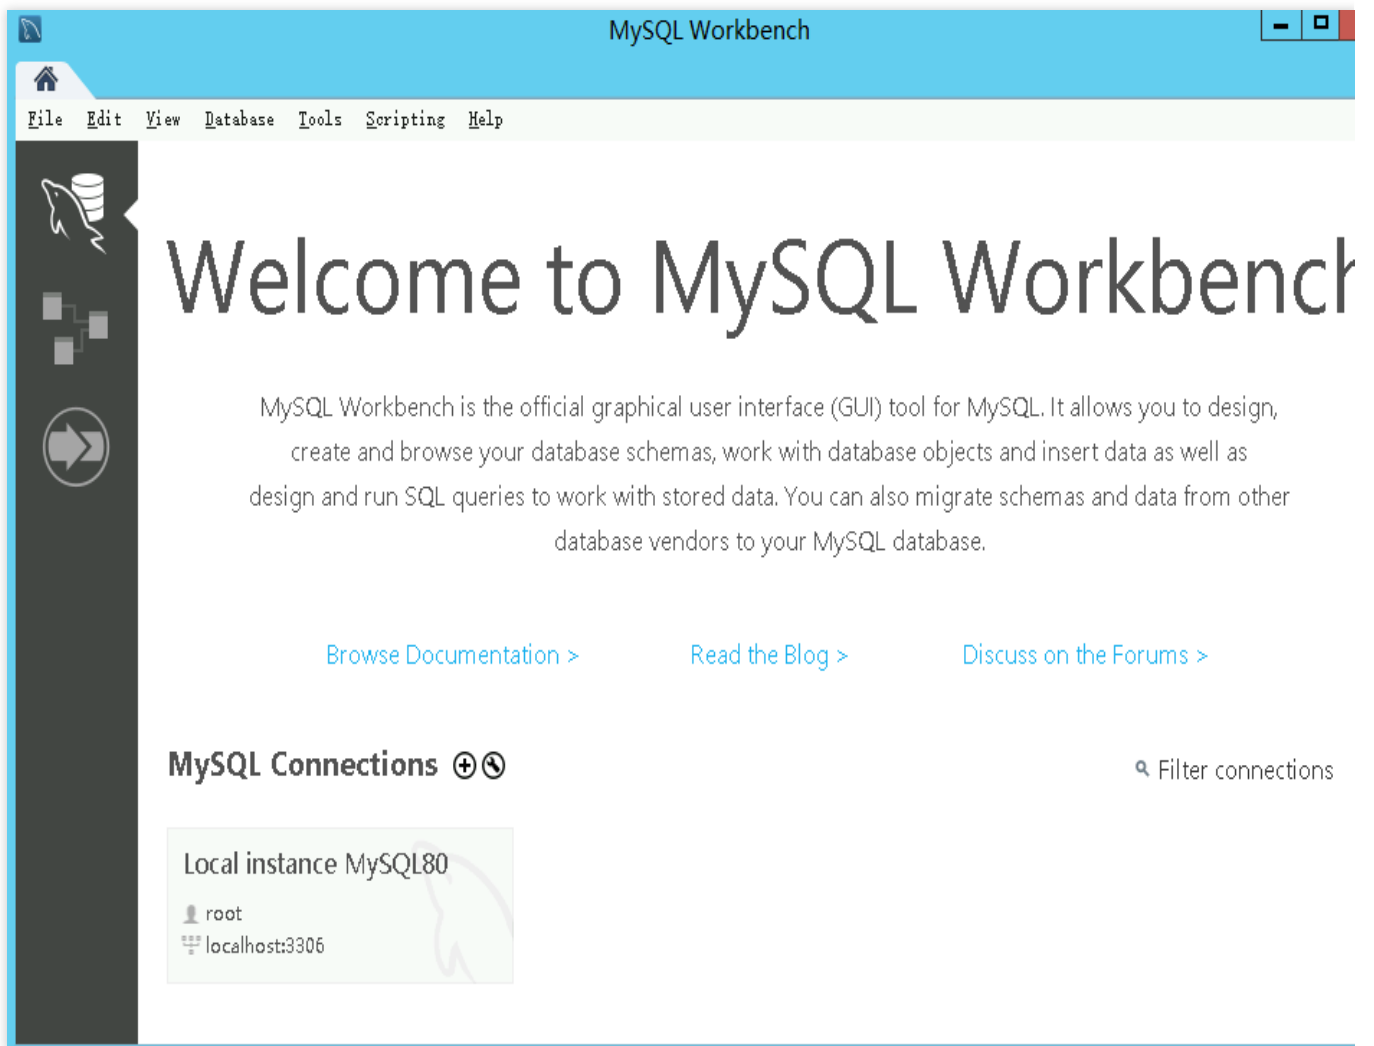 MySQL Workbench
File Edit View Database Tools Scripting Help
Welcome to MySQL Workbench
MySQL Workbench is the official graphical user interface (GUI) tool for MySQL. It allows you to design,
create and browse your database schemas, work with database objects and insert data as well as
design and run SQL queries to work with stored data. You can also migrate schemas and data from other
database vendors to your MySQL database.
Browse Documentation > Read the Blog > Discuss on the Forums >
MySQL Connections Filter connections
Local instance MySQL80
root
localhost:3306